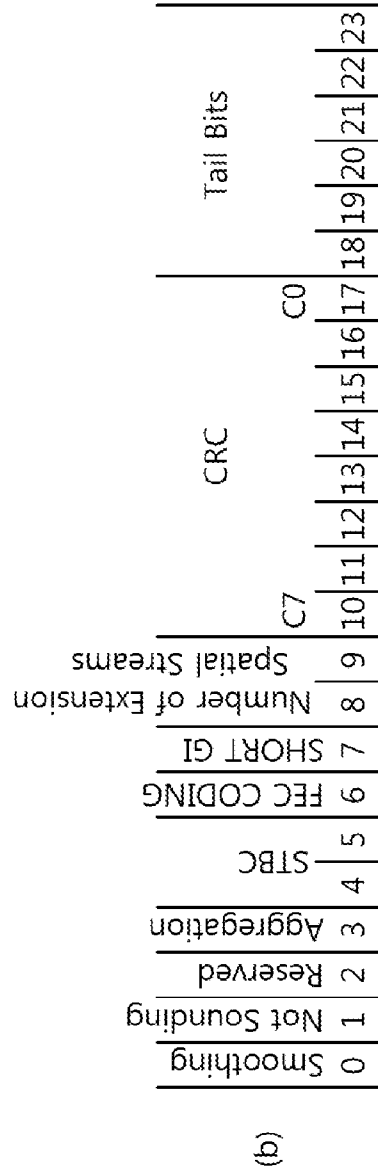 (b)
Smoothing
Not Sounding
Reserved
Aggregation
STBC
FEC CODING
SHORT GI
Number of Extension
Spatial Streams
C7
CRC
C0
Tail Bits
0 1 2 3 4 5 6 7 8 9 10 11 12 13 14 15 16 17 18 19 20 21 22 23